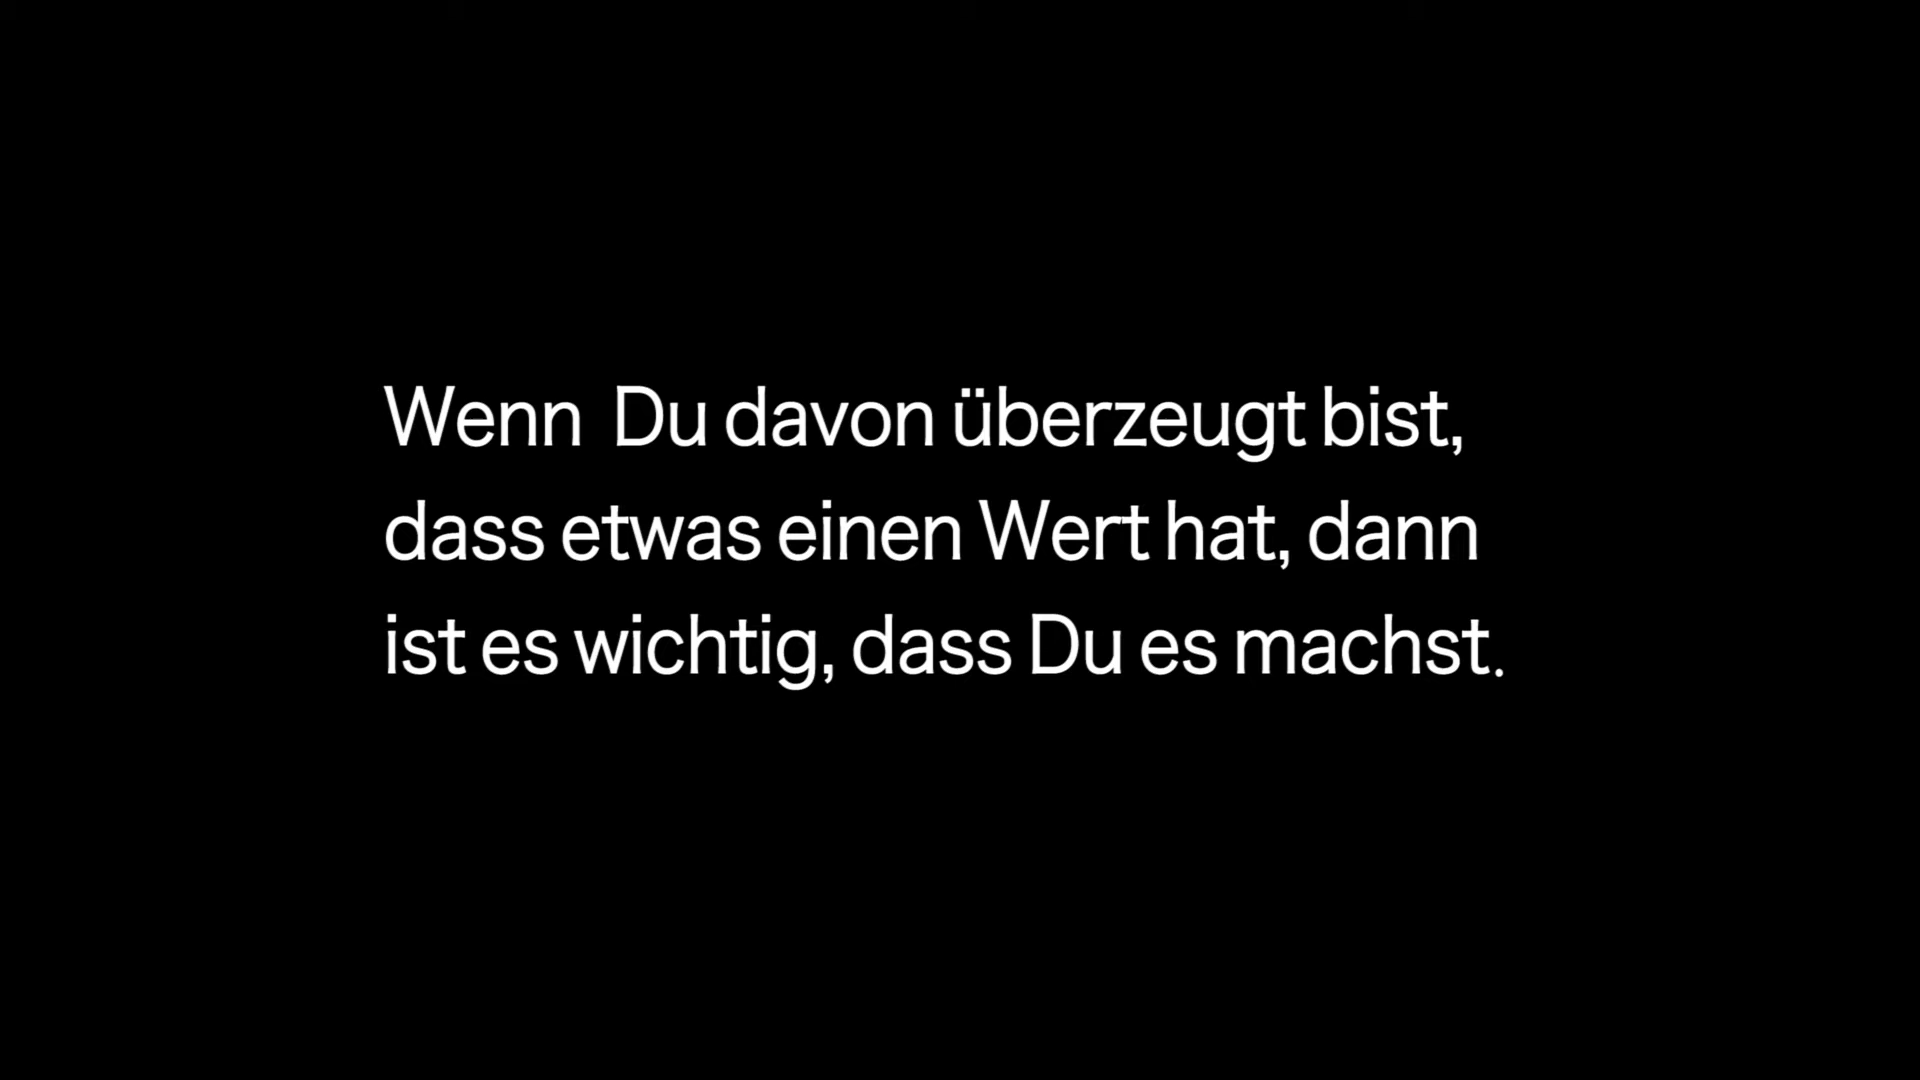 Wenn  Du davon überzeugt bist,
dass etwas einen Wert hat, dann
ist es wichtig, dass Du es machst.